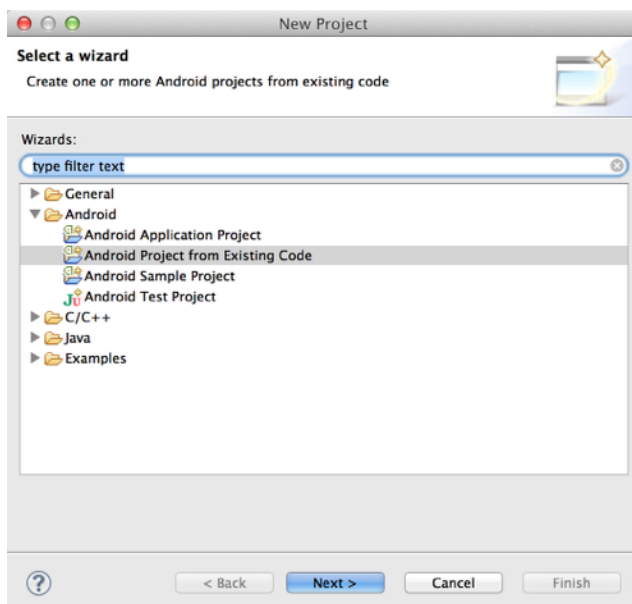 New Project
Select a wizard
Create one or more Android projects from existing code
Wizards:
type filter text
General
Android
Android Application Project
Android Project from Existing Code
Android Sample Project
Ju Android Test Project
C/C++
Java
Examples
? < Back Next > Cancel Finish